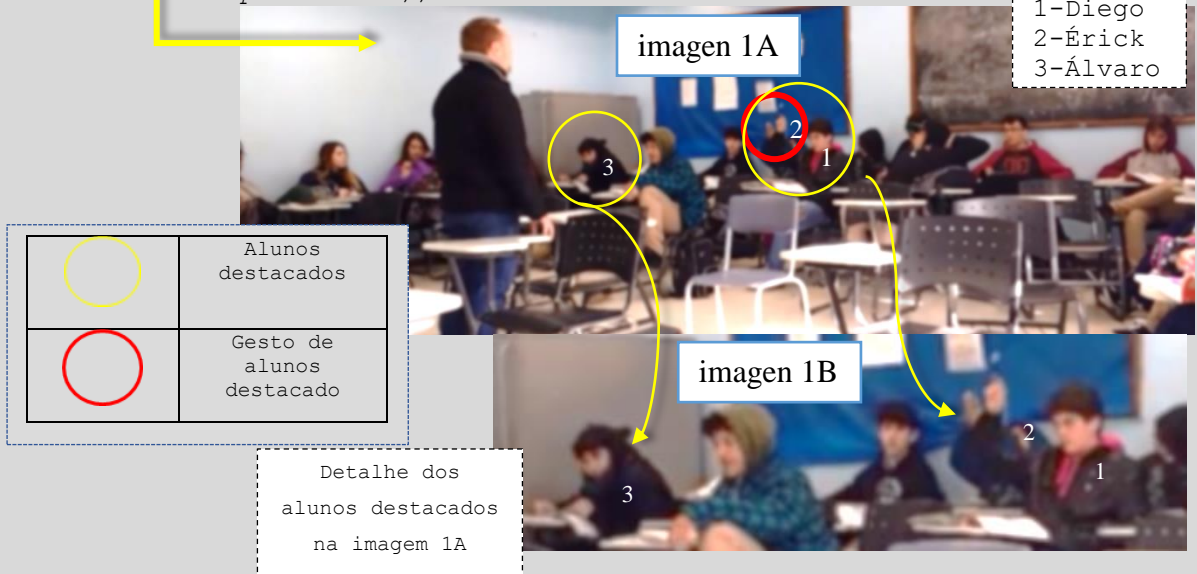 1-Diego
2-Érick
3-Álvaro
imagen 1A
2
1
3
Alunos
destacados
Gesto de
alunos
destacado
imagen 1B
2
1
3
Detalhe dos
alunos destacados
na imagem 1A